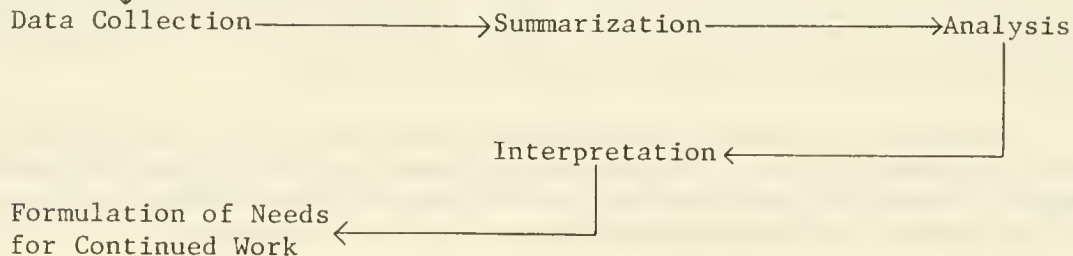 Data Collection Summarization Analysis
Interpretation
Formulation of Needs
for Continued Work